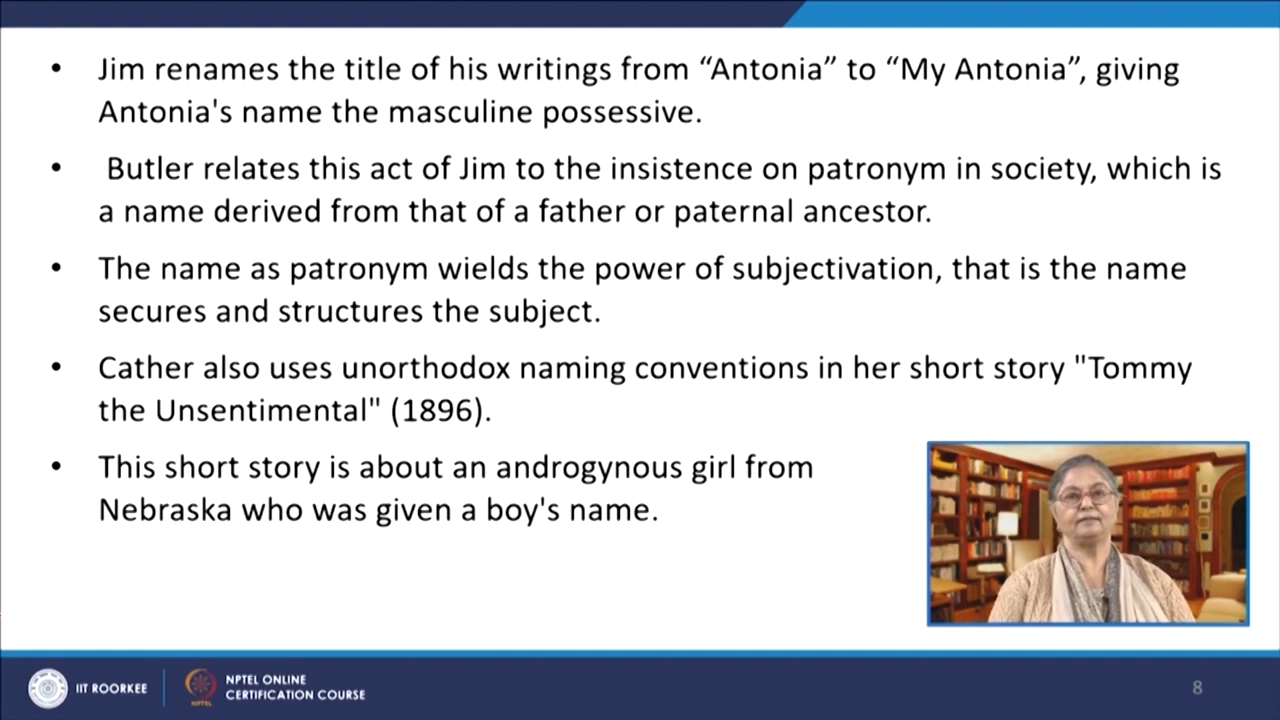 • Jim renames the title of his writings from “Antonia” to “My Antonia”, giving
Antonia's name the masculine possessive.
• Butler relates this act of Jim to the insistence on patronym in society, which is
a name derived from that of a father or paternal ancestor.
• The name as patronym wields the power of subjectivation, that is the name
secures and structures the subject.
• Cather also uses unorthodox naming conventions in her short story "Tommy
the Unsentimental" (1896).
• This short story is about an androgynous girl from
Nebraska who was given a boy's name.
IIT ROORKEE
NPTEL
NPTEL ONLINE
CERTIFICATION COURSE
8